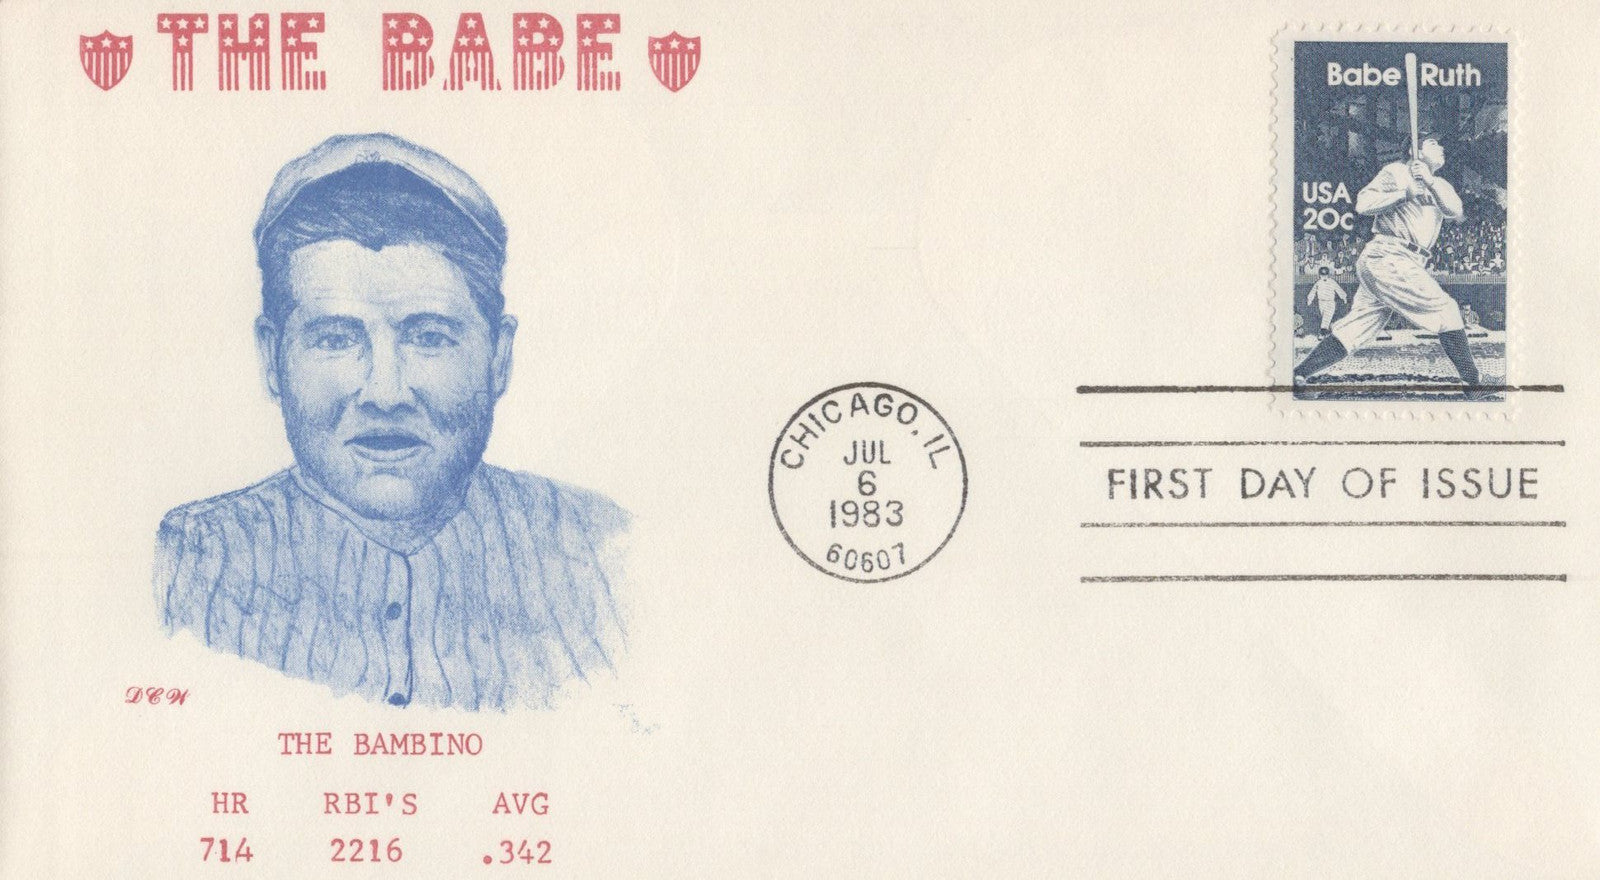 THE BABE
Babe Ruth
USA
20c
CHICAGO, IL
JUL
6
1983
60607
FIRST DAY OF ISSUE
DCW
THE BAMBINO
HR RBI'S AVG
714 2216 .342